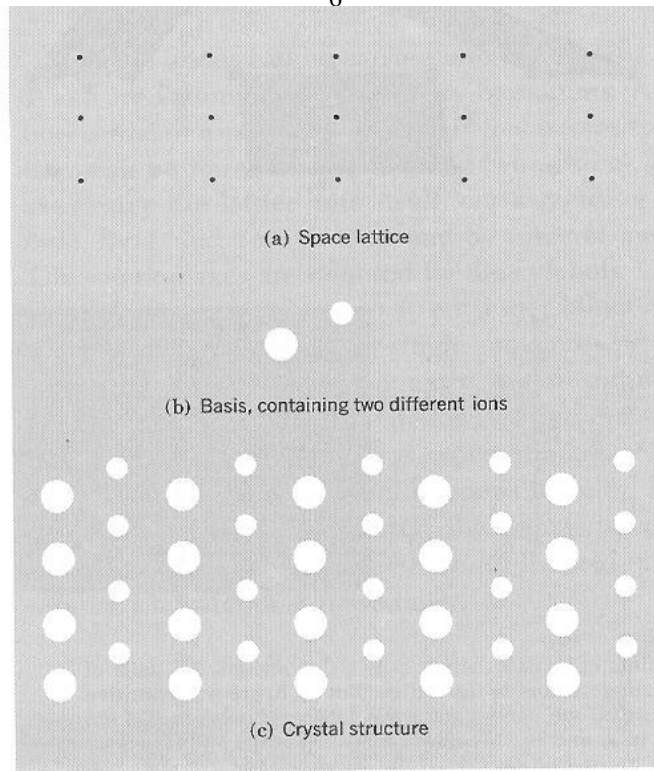 (a) Space lattice
(b) Basis, containing two different ions
(c) Crystal structure